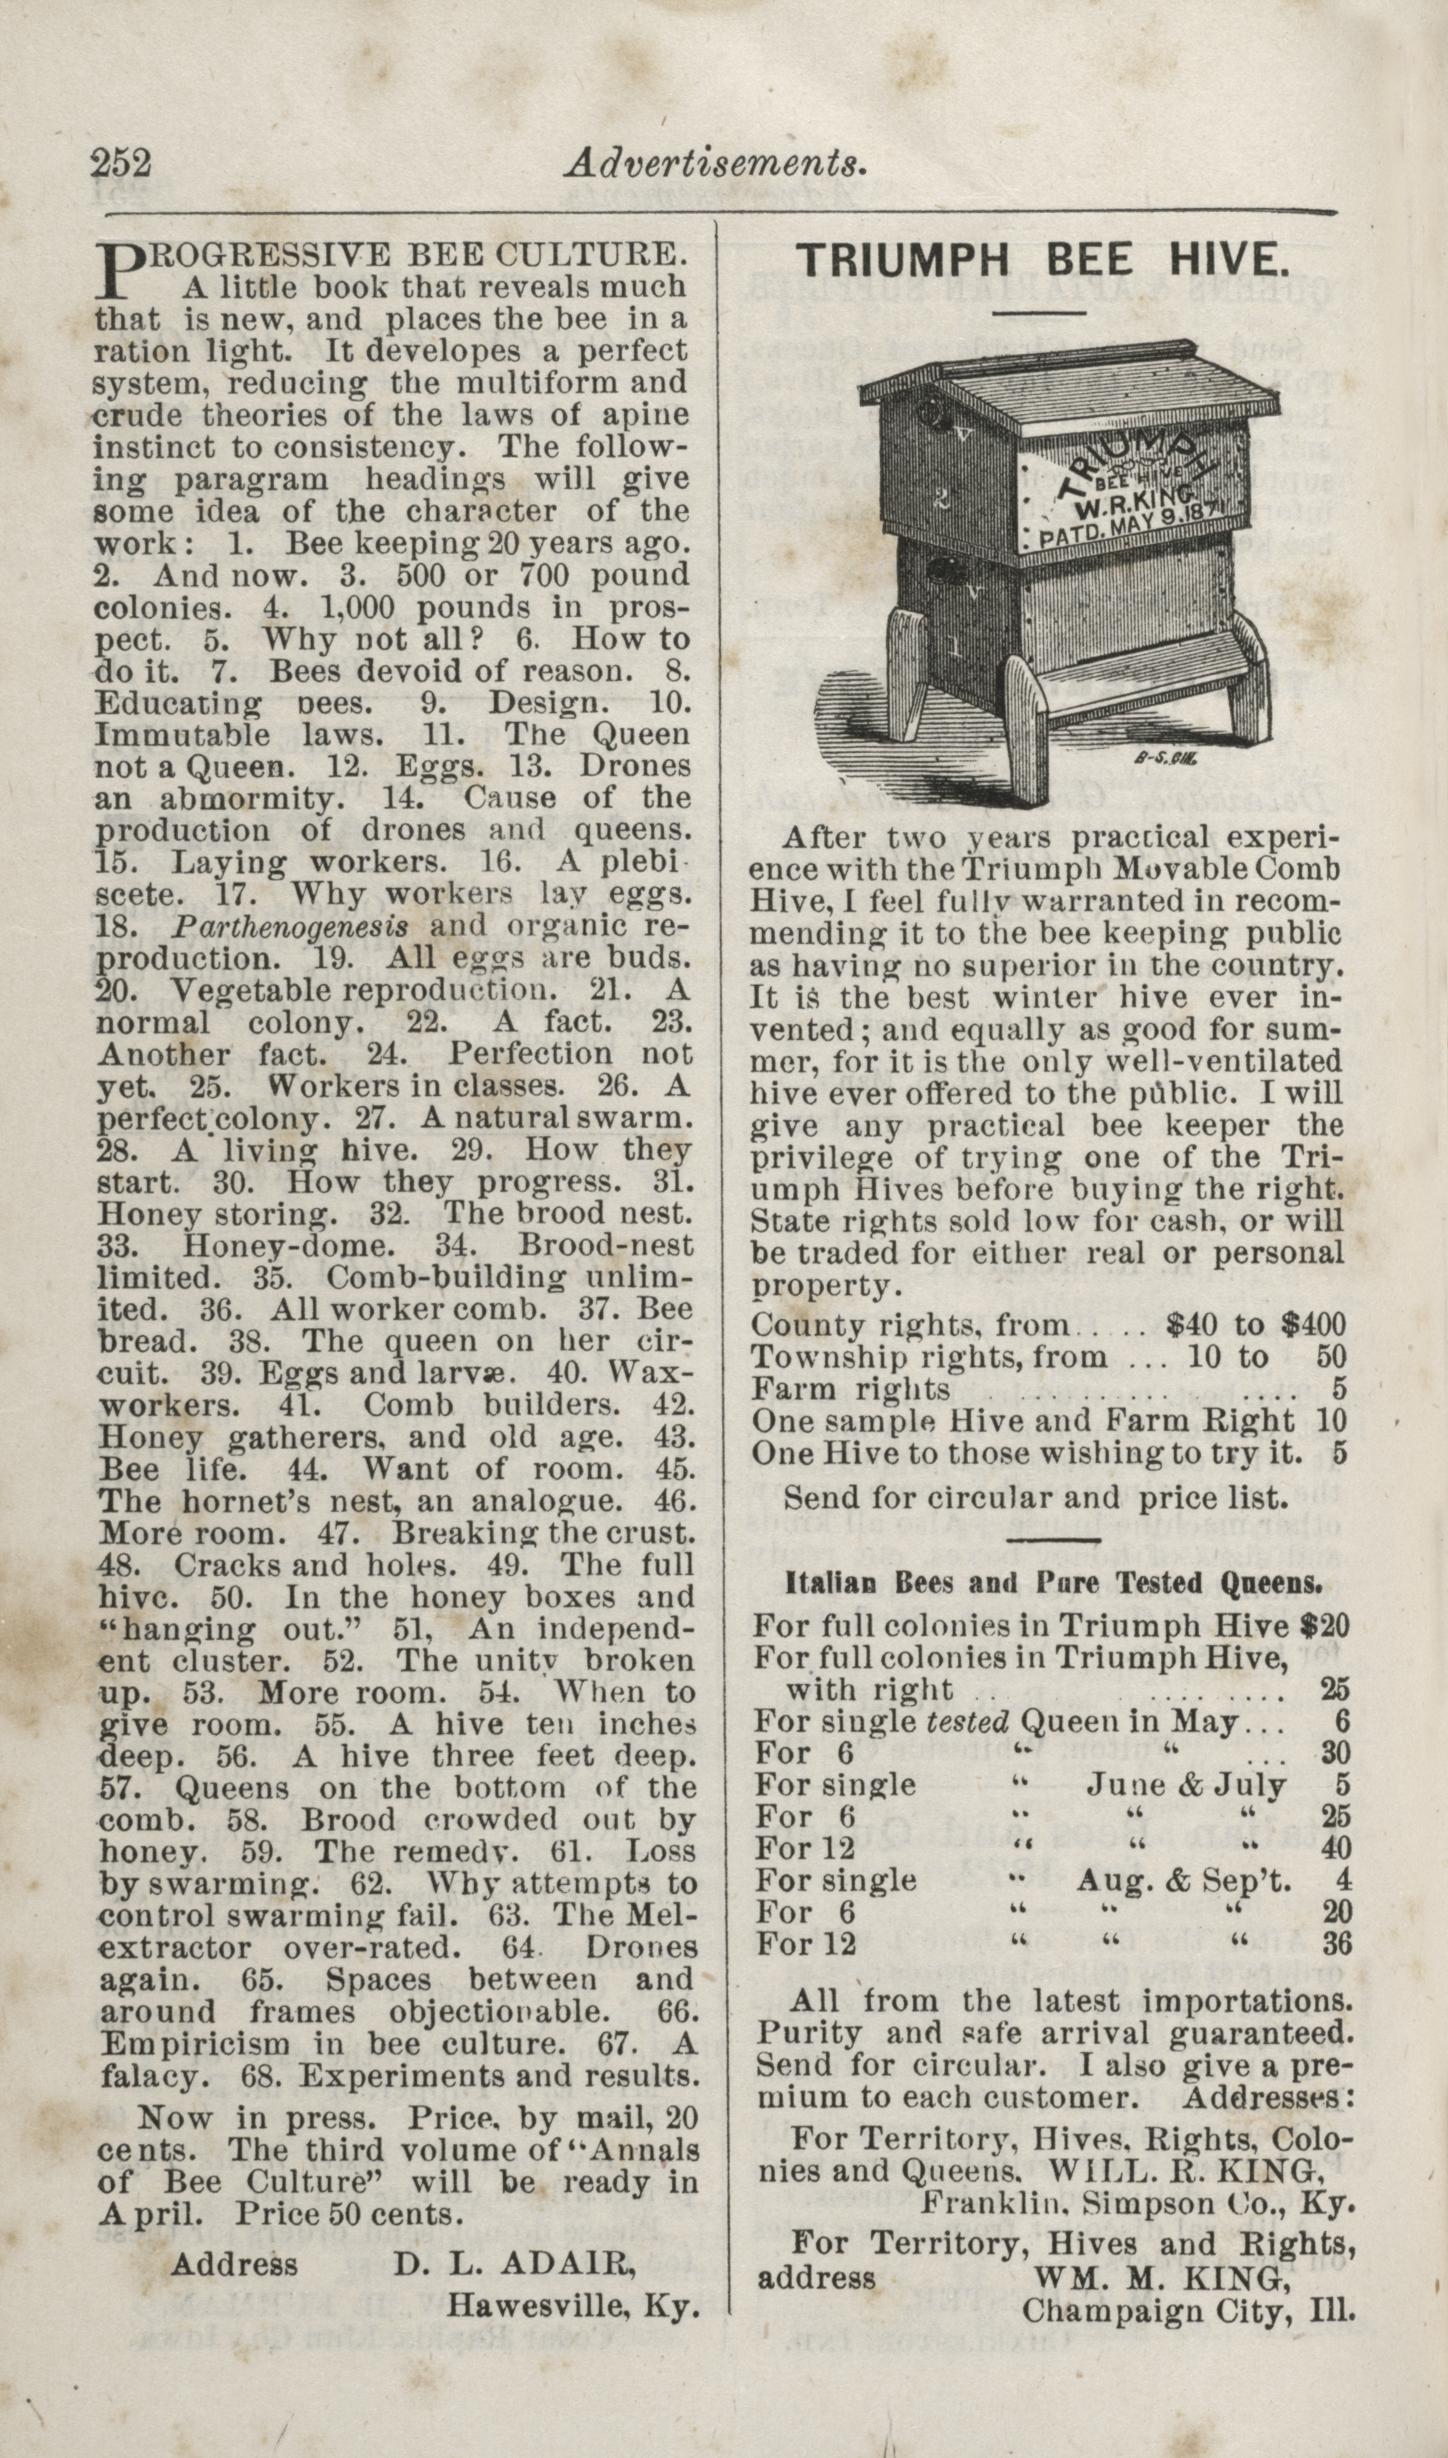 252
Advertisements.
PROGRESSIVE BEE CULTURE.
A little book that reveals much
that is new, and places the bee in a
ration light. It developes a perfect
system, reducing the multiform and
crude theories of the laws of apine
instinct to consistency. The follow-
ing paragram headings will give
some idea of the character of the
work: 1. Bee keeping 20 years ago.
2. And now. 3. 500 or 700 pound
colonies. 4. 1,000 pounds in pros-
pect. 5. Why not all? 6. How to
do it. 7. Bees devoid of reason. 8.
Educating bees. 9. Design. 10.
Immutable laws. 11. The Queen
not a Queen. 12. Eggs. 13. Drones
an abmormity. 14. Cause of the
production of drones and queens.
15. Laying workers. 16. A plebi-
scete. 17. Why workers lay eggs.
18. Parthenogenesis and organic re-
production. 19. All eggs are buds.
20. Vegetable reproduction. 21. A
normal colony. 22. A fact. 23.
Another fact. 24. Perfection not
yet. 25. Workers in classes. 26. A
perfect colony. 27. A natural swarm.
28. A living hive. 29. How they
start. 30. How they progress. 31.
Honey storing. 32. The brood nest.
33. Honey-dome. 34. Brood-nest
limited. 35. Comb-building unlim-
ited. 36. All worker comb. 37. Bee
bread. 38. The queen on her cir-
cuit. 39. Eggs and larvæ. 40. Wax-
workers. 41. Comb builders. 42.
Honey gatherers, and old age. 43.
Bee life. 44. Want of room. 45.
The hornet's nest, an analogue. 46.
More room. 47. Breaking the crust.
48. Cracks and holes. 49. The full
hive. 50. In the honey boxes and
"hanging out." 51, An independ-
ent cluster. 52. The unity broken
up. 53. More room. 54. When to
give room. 55. A hive ten inches
deep. 56. A hive three feet deep.
57. Queens on the bottom of the
comb. 58. Brood crowded out by
honey. 59. The remedy. 61. Loss
by swarming. 62. Why attempts to
control swarming fail. 63. The Mel-
extractor over-rated. 64. Drones
again. 65. Spaces between and
around frames objectionable. 66.
Empiricism in bee culture. 67. A
falacy. 68. Experiments and results.
Now in press. Price, by mail, 20
cents. The third volume of "Annals
of Bee Culture" will be ready in
April. Price 50 cents.
Address D. L. ADAIR,
Hawesville, Ky.
TRIUMPH BEE HIVE.
V
2
TRIUMPH
BEE HIVE
W.R.KING.
PATD. MAY 9.1871
V
1
B-S.CIN.
After two years practical experi-
ence with the Triumph Movable Comb
Hive, I feel fully warranted in recom-
mending it to the bee keeping public
as having no superior in the country.
It is the best winter hive ever in-
vented; and equally as good for sum-
mer, for it is the only well-ventilated
hive ever offered to the public. I will
give any practical bee keeper the
privilege of trying one of the Tri-
umph Hives before buying the right.
State rights sold low for cash, or will
be traded for either real or personal
property.
County rights, from..... $40 to $400
Township rights, from ... 10 to 50
Farm rights .......... .... 5
One sample Hive and Farm Right 10
One Hive to those wishing to try it. 5
Send for circular and price list.
Italian Bees and Pure Tested Queens.
For full colonies in Triumph Hive $20
For full colonies in Triumph Hive,
with right .. ......... 25
For single tested Queen in May... 6
For 6 " " ... 30
For single " June & July 5
For 6 " " " 25
For 12 " " " 40
For single " Aug. & Sep't. 4
For 6 " " " 20
For 12 " " " 36
All from the latest importations.
Purity and safe arrival guaranteed.
Send for circular. I also give a pre-
mium to each customer. Addresses:
For Territory, Hives, Rights, Colo-
nies and Queens. WILL. R. KING,
Franklin, Simpson Co., Ky.
For Territory, Hives and Rights,
address WM. M. KING,
Champaign City, Ill.